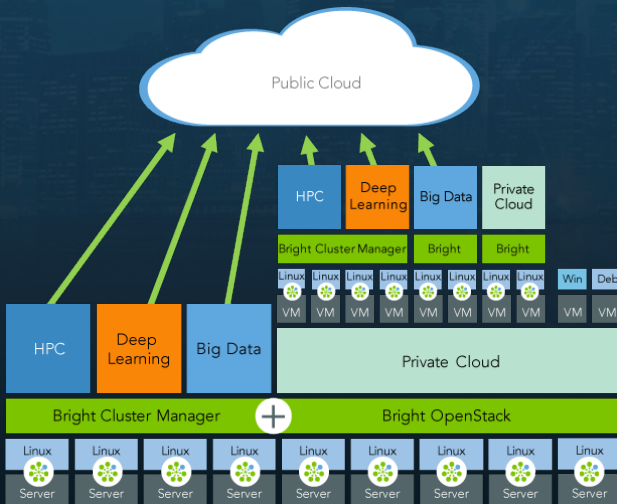 Public Cloud
HPC
Deep
Learning
Big Data
Private
Cloud
Bright Cluster Manager
Bright
Bright
Linux
Linux
Linux
Linux
Linux
Linux
Linux
Linux
Win
Deb
VM
VM
VM
VM
VM
VM
VM
VM
VM
VM
HPC
Deep
Learning
Big Data
Private Cloud
Bright Cluster Manager
Bright OpenStack
Linux
Linux
Linux
Linux
Linux
Linux
Linux
Linux
Linux
Server
Server
Server
Server
Server
Server
Server
Server
Server